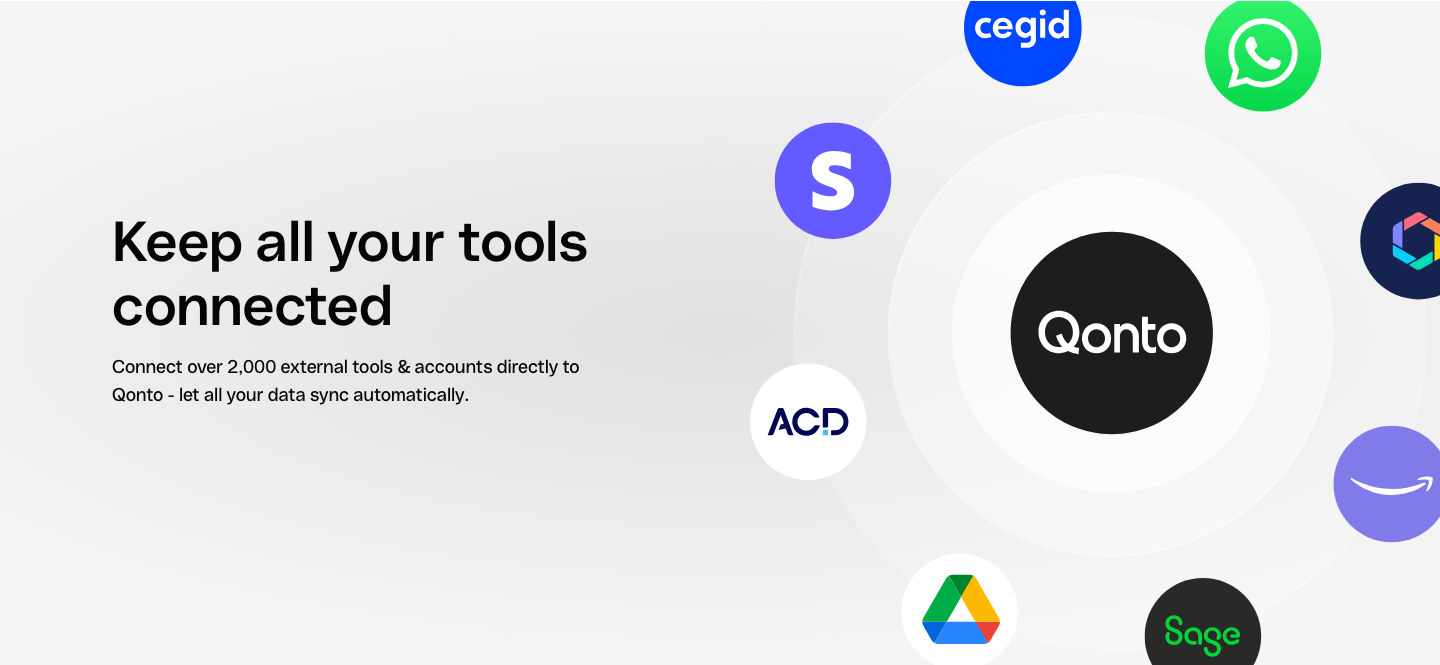 Keep all your tools
connected
Connect over 2,000 external tools & accounts directly to
Qonto - let all your data sync automatically.
cegid
S
Qonto
ACD
Sage